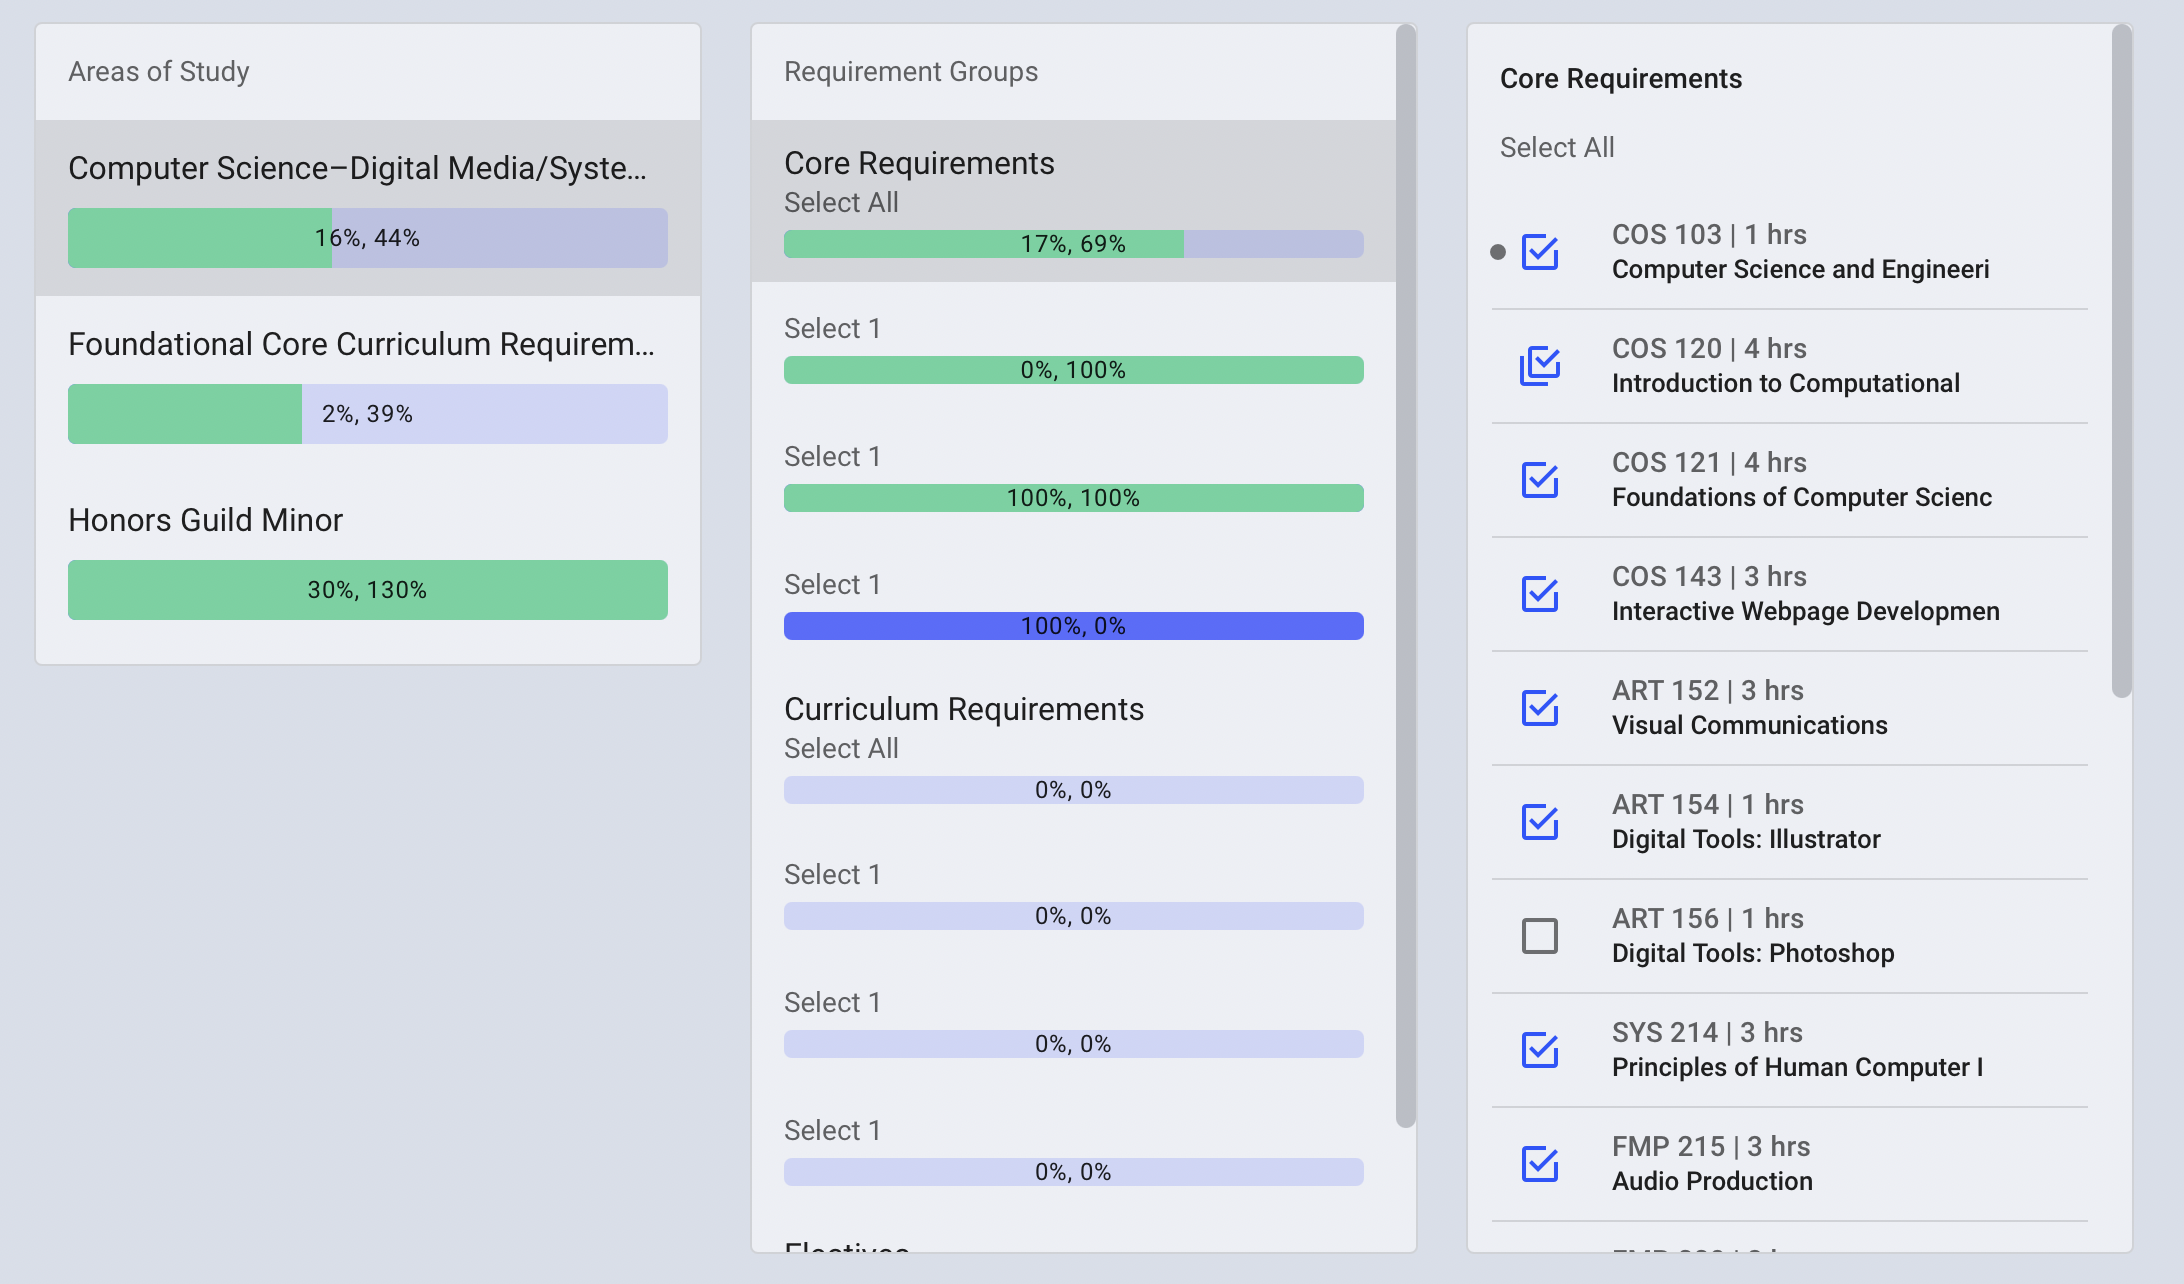 Areas of Study
Computer Science–Digital Media/Syste...
16%, 44%
Foundational Core Curriculum Requirem...
2%, 39%
Honors Guild Minor
30%, 130%
Requirement Groups
Core Requirements
Select All
17%, 69%
Select 1
0%, 100%
Select 1
100%, 100%
Select 1
100%, 0%
Curriculum Requirements
Select All
0%, 0%
Select 1
0%, 0%
Select 1
0%, 0%
Select 1
0%, 0%
Electives
Core Requirements
Select All
COS 103 | 1 hrs
Computer Science and Engineeri
COS 120 | 4 hrs
Introduction to Computational
COS 121 | 4 hrs
Foundations of Computer Scienc
COS 143 | 3 hrs
Interactive Webpage Developmen
ART 152 | 3 hrs
Visual Communications
ART 154 | 1 hrs
Digital Tools: Illustrator
ART 156 | 1 hrs
Digital Tools: Photoshop
SYS 214 | 3 hrs
Principles of Human Computer I
FMP 215 | 3 hrs
Audio Production